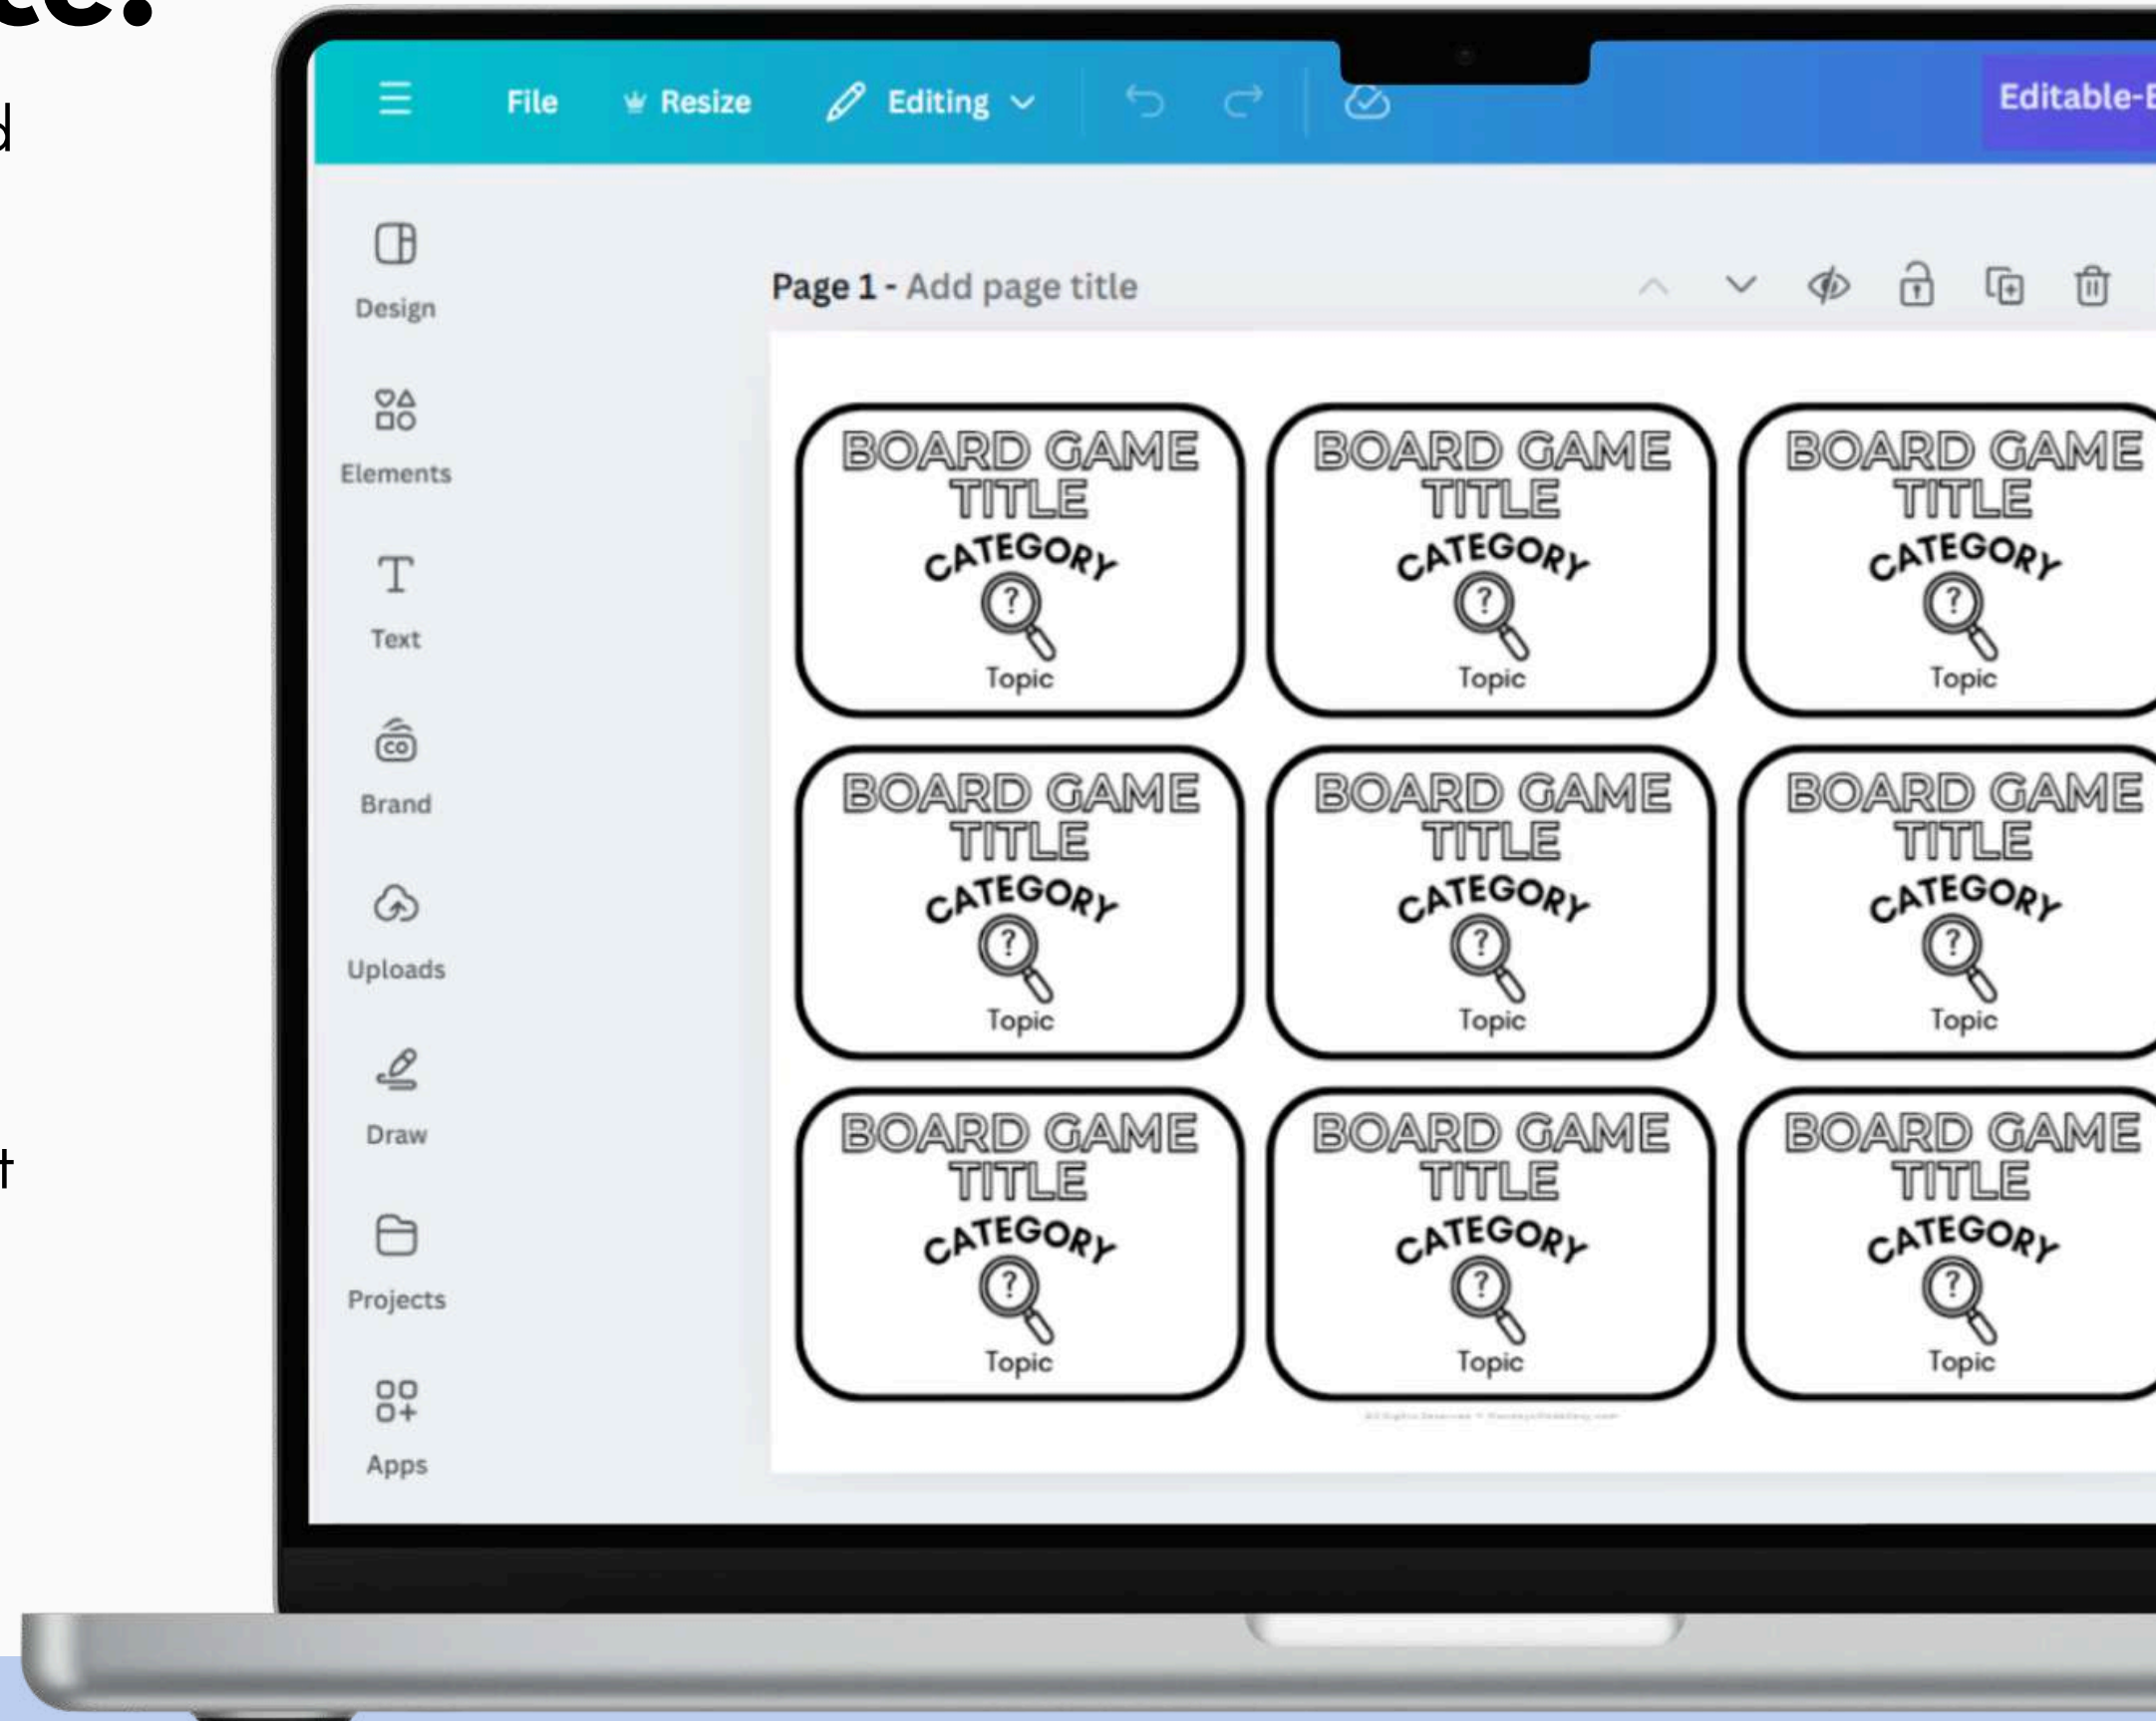 File Resize Editing
Editable-
Design
Elements
Text
CO
Brand
Uploads
Draw
Projects
Apps
Page 1 - Add page title
BOARD GAME BOARD GAME BOARD GAME
TITLE TITLE TITLE
CATEGORY CATEGORY CATEGORY
? ? ?
Topic Topic Topic
BOARD GAME BOARD GAME BOARD GAME
TITLE TITLE TITLE
CATEGORY CATEGORY CATEGORY
? ? ?
Topic Topic Topic
BOARD GAME BOARD GAME BOARD GAME
TITLE TITLE TITLE
CATEGORY CATEGORY CATEGORY
? ? ?
Topic Topic Topic